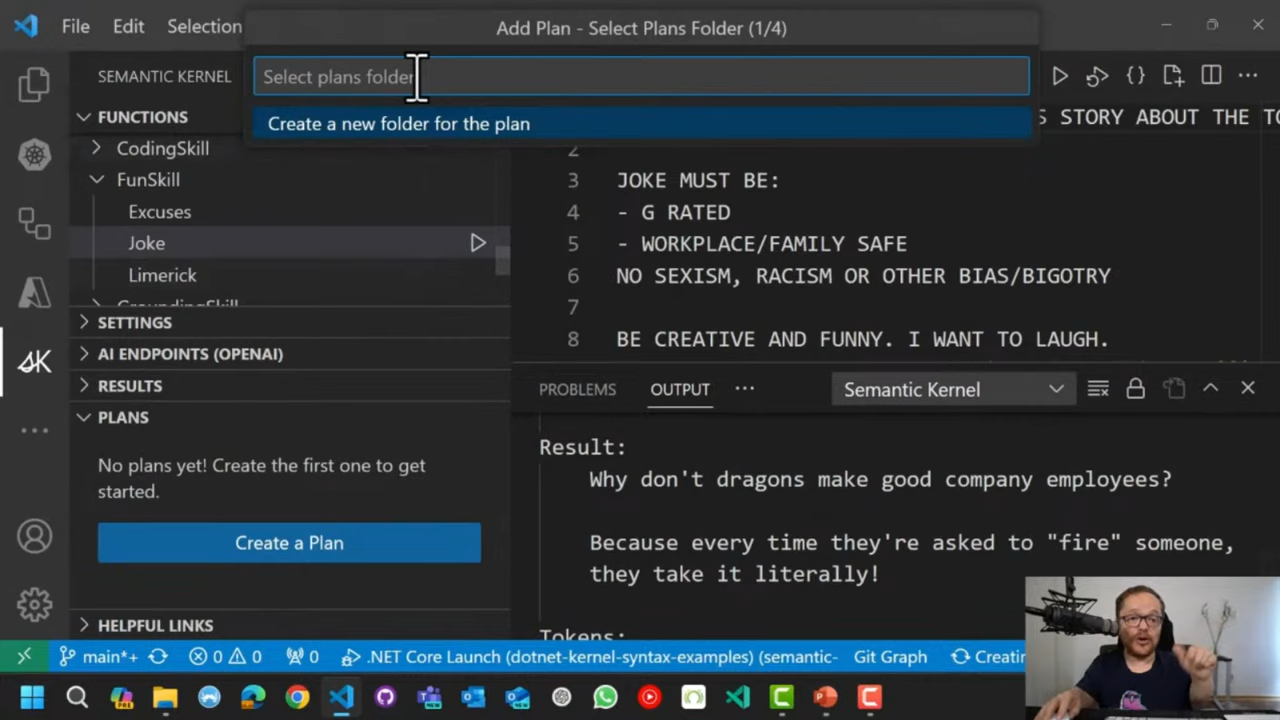 File Edit Selection
Add Plan - Select Plans Folder (1/4)
Select plans folder
Create a new folder for the plan
SEMANTIC KERNEL
FUNCTIONS
CodingSkill
FunSkill
Excuses
Joke
Limerick
GroundingSkill
SETTINGS
AI ENDPOINTS (OPENAI)
RESULTS
PLANS
No plans yet! Create the first one to get
started.
Create a Plan
HELPFUL LINKS
S STORY ABOUT THE TO
2
3 JOKE MUST BE:
4 - G RATED
5 - WORKPLACE/FAMILY SAFE
6 NO SEXISM, RACISM OR OTHER BIAS/BIGOTRY
7
8 BE CREATIVE AND FUNNY. I WANT TO LAUGH.
PROBLEMS OUTPUT Semantic Kernel
Result:
Why don't dragons make good company employees?
Because every time they're asked to "fire" someone,
they take it literally!
Tokens:
main*+ 0 0 0 .NET Core Launch (dotnet-kernel-syntax-examples) (semantic- Git Graph Creatin
PRE